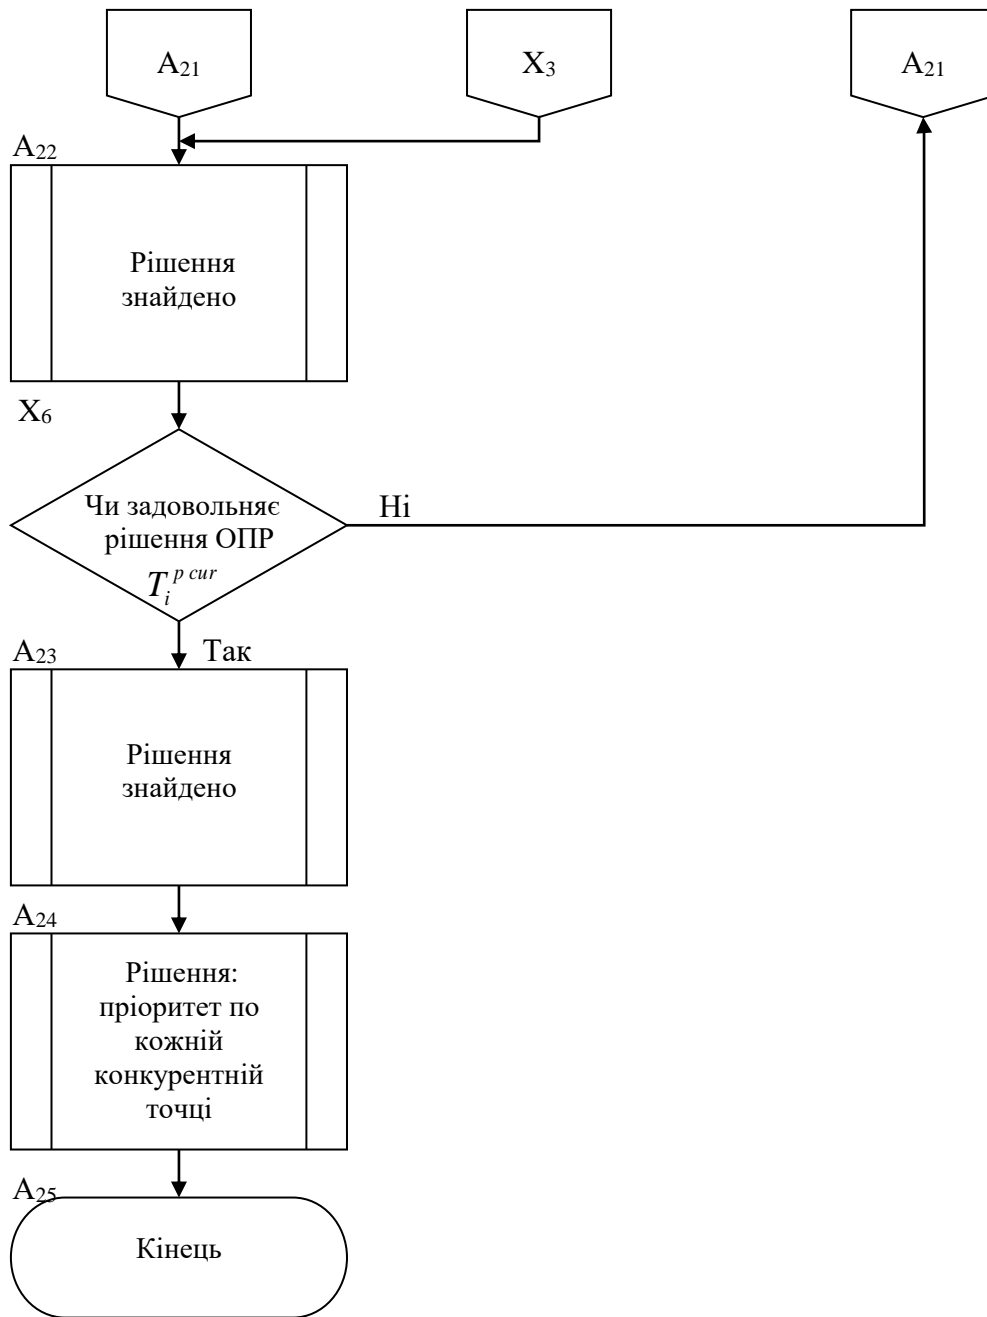 A₂₁
X₃
A₂₁
A₂₂
Рішення
знайдено
X₆
Чи задовольняє
рішення ОПР
Tᵢᵖ ᶜᵘʳ
Ні
Так
A₂₃
Рішення
знайдено
A₂₄
Рішення:
пріоритет по
кожній
конкурентній
точці
A₂₅
Кінець